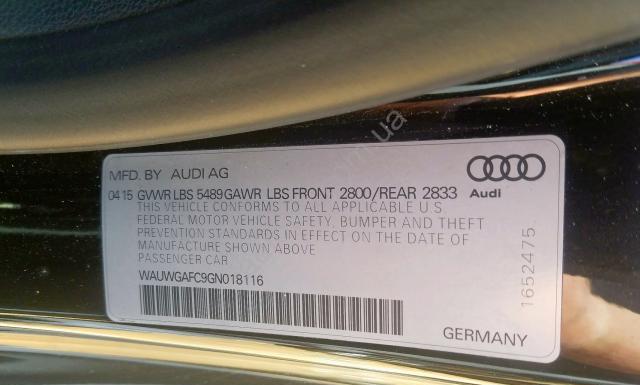 MFD. BY AUDI AG
04 15 GVWR LBS 5489 GAWR LBS FRONT 2800/REAR 2833
THIS VEHICLE CONFORMS TO ALL APPLICABLE U.S
FEDERAL MOTOR VEHICLE SAFETY, BUMPER AND THEFT
PREVENTION STANDARDS IN EFFECT ON THE DATE OF
MANUFACTURE SHOWN ABOVE
PASSENGER CAR
WAUWGAFC9GN018116
Audi
1652475
GERMANY